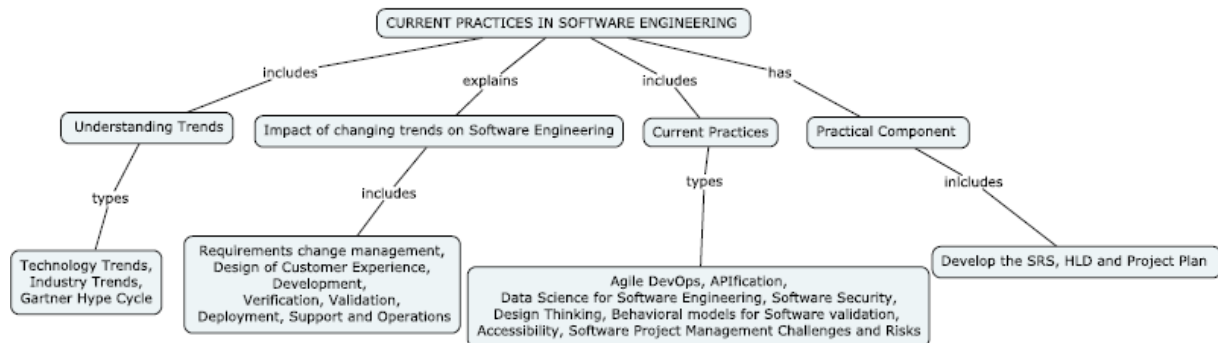 CURRENT PRACTICES IN SOFTWARE ENGINEERING
includes
explains
includes
has
Understanding Trends
Impact of changing trends on Software Engineering
Current Practices
Practical Component
types
includes
types
inlcludes
Technology Trends,
Industry Trends,
Gartner Hype Cycle
Requirements change management,
Design of Customer Experience,
Development,
Verification, Validation,
Deployment, Support and Operations
Agile DevOps, APIfication,
Data Science for Software Engineering, Software Security,
Design Thinking, Behavioral models for Software validation,
Accessibility, Software Project Management Challenges and Risks
Develop the SRS, HLD and Project Plan